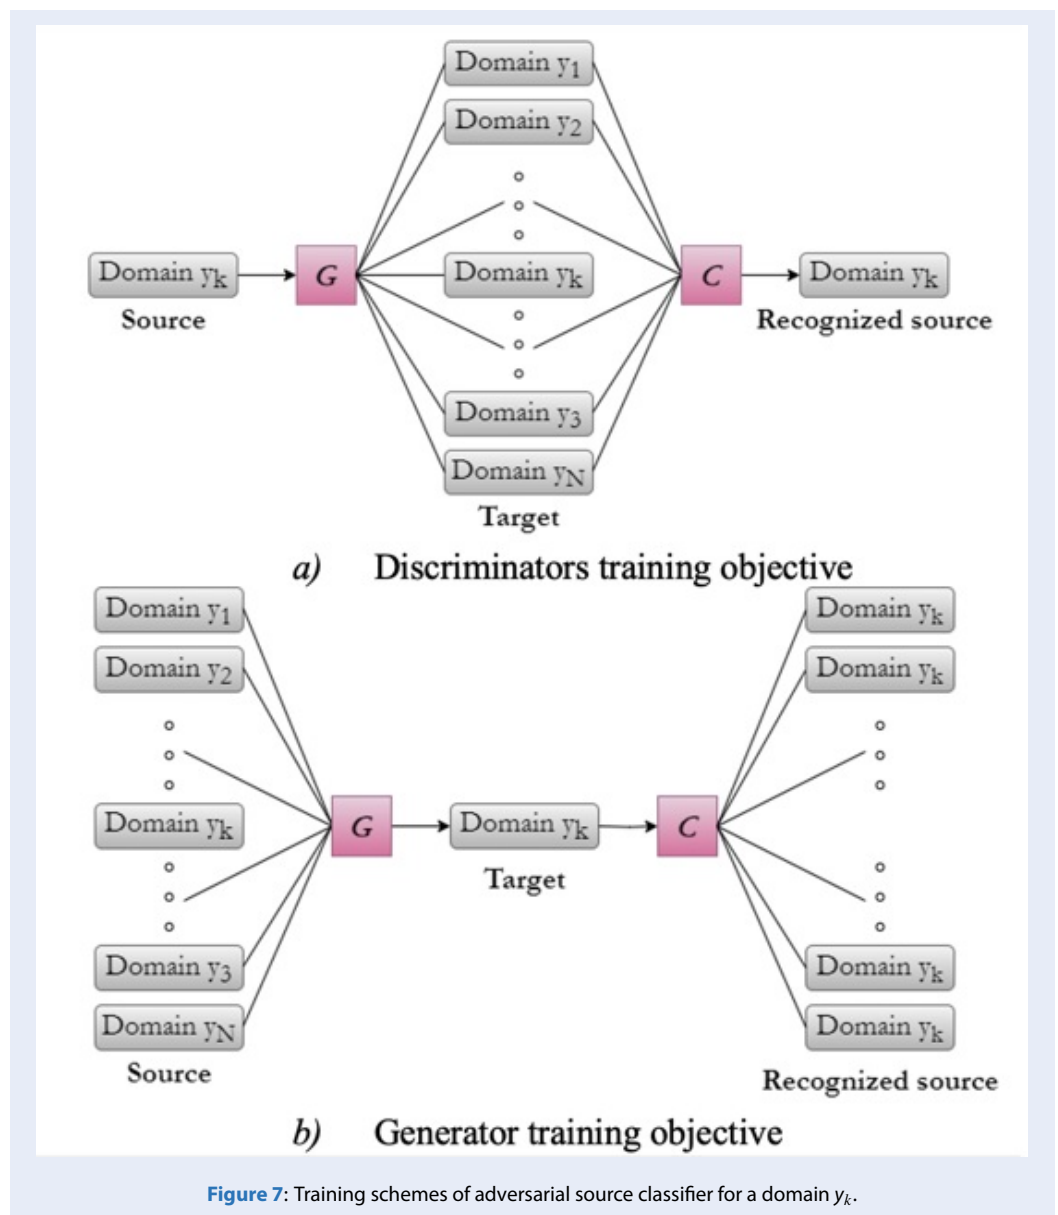 Domain y1
Domain y2
Domain yk
G
Domain yk
C
Domain yk
Source
Recognized source
Domain y3
Domain yN
Target
a) Discriminators training objective
Domain y1
Domain yk
Domain y2
Domain yk
Domain yk
G
Domain yk
C
Target
Domain y3
Domain yk
Domain yN
Domain yk
Source
Recognized source
b) Generator training objective
Figure 7: Training schemes of adversarial source classifier for a domain yk.